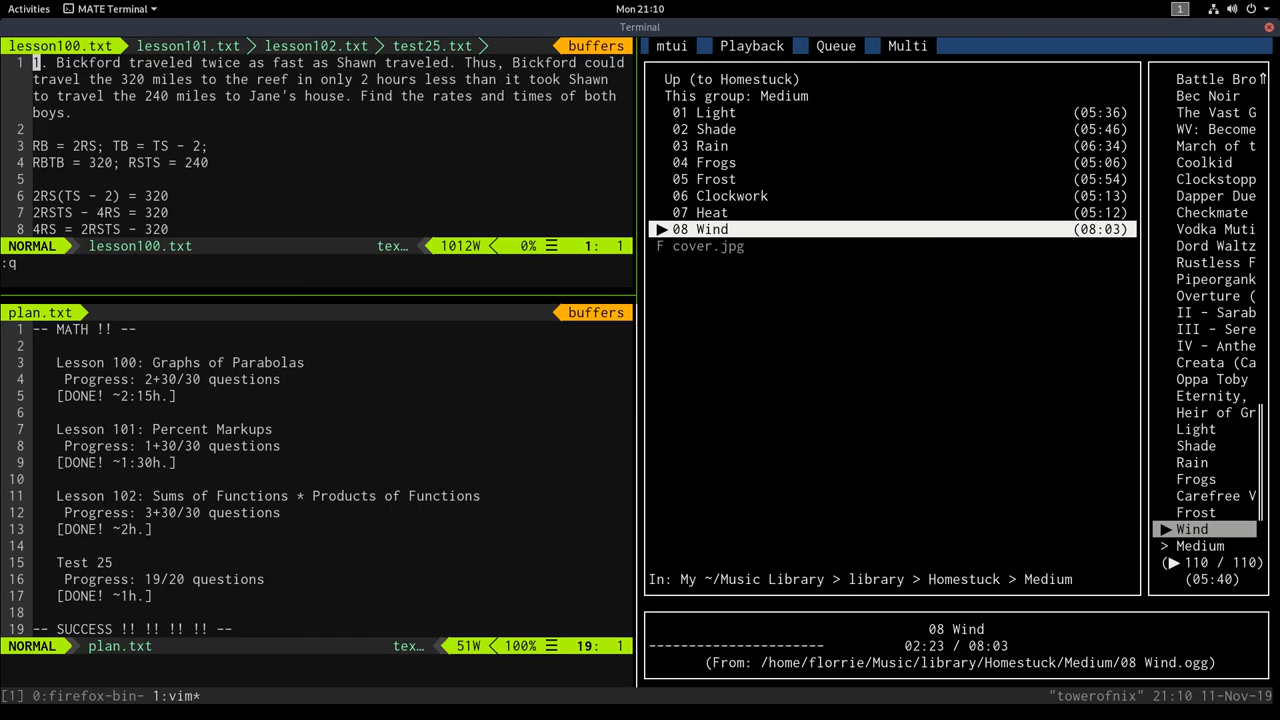 Activities MATE Terminal Mon 21:10 1
Terminal
lesson100.txt lesson101.txt lesson102.txt test25.txt buffers
1. Bickford traveled twice as fast as Shawn traveled. Thus, Bickford could
travel the 320 miles to the reef in only 2 hours less than it took Shawn
to travel the 240 miles to Jane's house. Find the rates and times of both
boys.
1
2
3 RB = 2RS; TB = TS - 2;
4 RBTB = 320; RSTS = 240
5
6 2RS(TS - 2) = 320
7 2RSTS - 4RS = 320
8 4RS = 2RSTS - 320
NORMAL lesson100.txt tex… 1012W 0% ☰ 1: 1
:q
plan.txt buffers
1 -- MATH !! --
2
3 Lesson 100: Graphs of Parabolas
4 Progress: 2+30/30 questions
5 [DONE! ~2:15h.]
6
7 Lesson 101: Percent Markups
8 Progress: 1+30/30 questions
9 [DONE! ~1:30h.]
10
11 Lesson 102: Sums of Functions * Products of Functions
12 Progress: 3+30/30 questions
13 [DONE! ~2h.]
14
15 Test 25
16 Progress: 19/20 questions
17 [DONE! ~1h.]
18
19 -- SUCCESS !! !! !! !! --
NORMAL plan.txt tex… 51W 100% ☰ 19: 1
mtui Playback Queue Multi
Up (to Homestuck)
This group: Medium
01 Light (05:36)
02 Shade (05:46)
03 Rain (06:34)
04 Frogs (05:06)
05 Frost (05:54)
06 Clockwork (05:13)
07 Heat (05:12)
▶ 08 Wind (08:03)
F cover.jpg
In: My ~/Music Library > library > Homestuck > Medium
Battle Bro↑
Bec Noir
The Vast G
WV: Become
March of t
Coolkid
Clockstopp
Dapper Due
Checkmate
Vodka Muti
Dord Waltz
Rustless F
Pipeorgank
Overture (
II - Sarab
III - Sere
IV - Anthe
Creata (Ca
Oppa Toby
Eternity,
Heir of Gr
Light
Shade
Rain
Frogs
Carefree V
Frost
▶ Wind
> Medium
(▶ 110 / 110)
(05:40)
08 Wind
---------------------- 02:23 / 08:03
(From: /home/florrie/Music/library/Homestuck/Medium/08 Wind.ogg)
[1] 0:firefox-bin- 1:vim* "towerofnix" 21:10 11-Nov-19